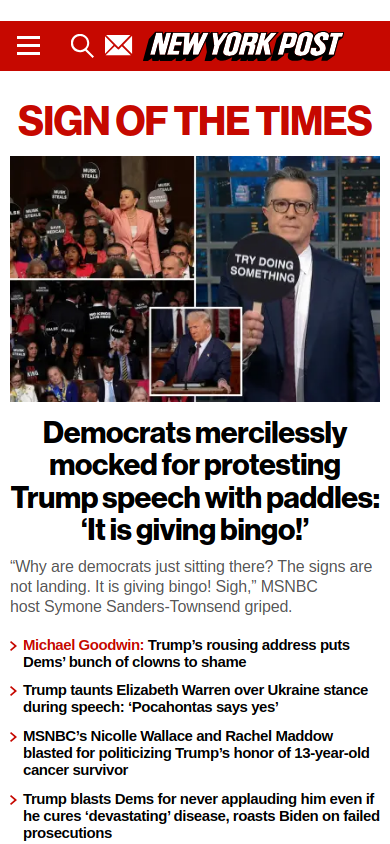 NEW YORK POST
SIGN OF THE TIMES
MUSK
STEALS
MUSK
STEALS
MUSK
STEALS
MUSK
STEALS
SAVE
MEDICAID
TRY DOING
SOMETHING
NO KINGS
LIVE HERE
FALSE
FALSE
FALSE
KING
Democrats mercilessly
mocked for protesting
Trump speech with paddles:
‘It is giving bingo!’
“Why are democrats just sitting there? The signs are
not landing. It is giving bingo! Sigh,” MSNBC
host Symone Sanders-Townsend griped.
Michael Goodwin: Trump’s rousing address puts
Dems’ bunch of clowns to shame
Trump taunts Elizabeth Warren over Ukraine stance
during speech: ‘Pocahontas says yes’
MSNBC’s Nicolle Wallace and Rachel Maddow
blasted for politicizing Trump’s honor of 13-year-old
cancer survivor
Trump blasts Dems for never applauding him even if
he cures ‘devastating’ disease, roasts Biden on failed
prosecutions